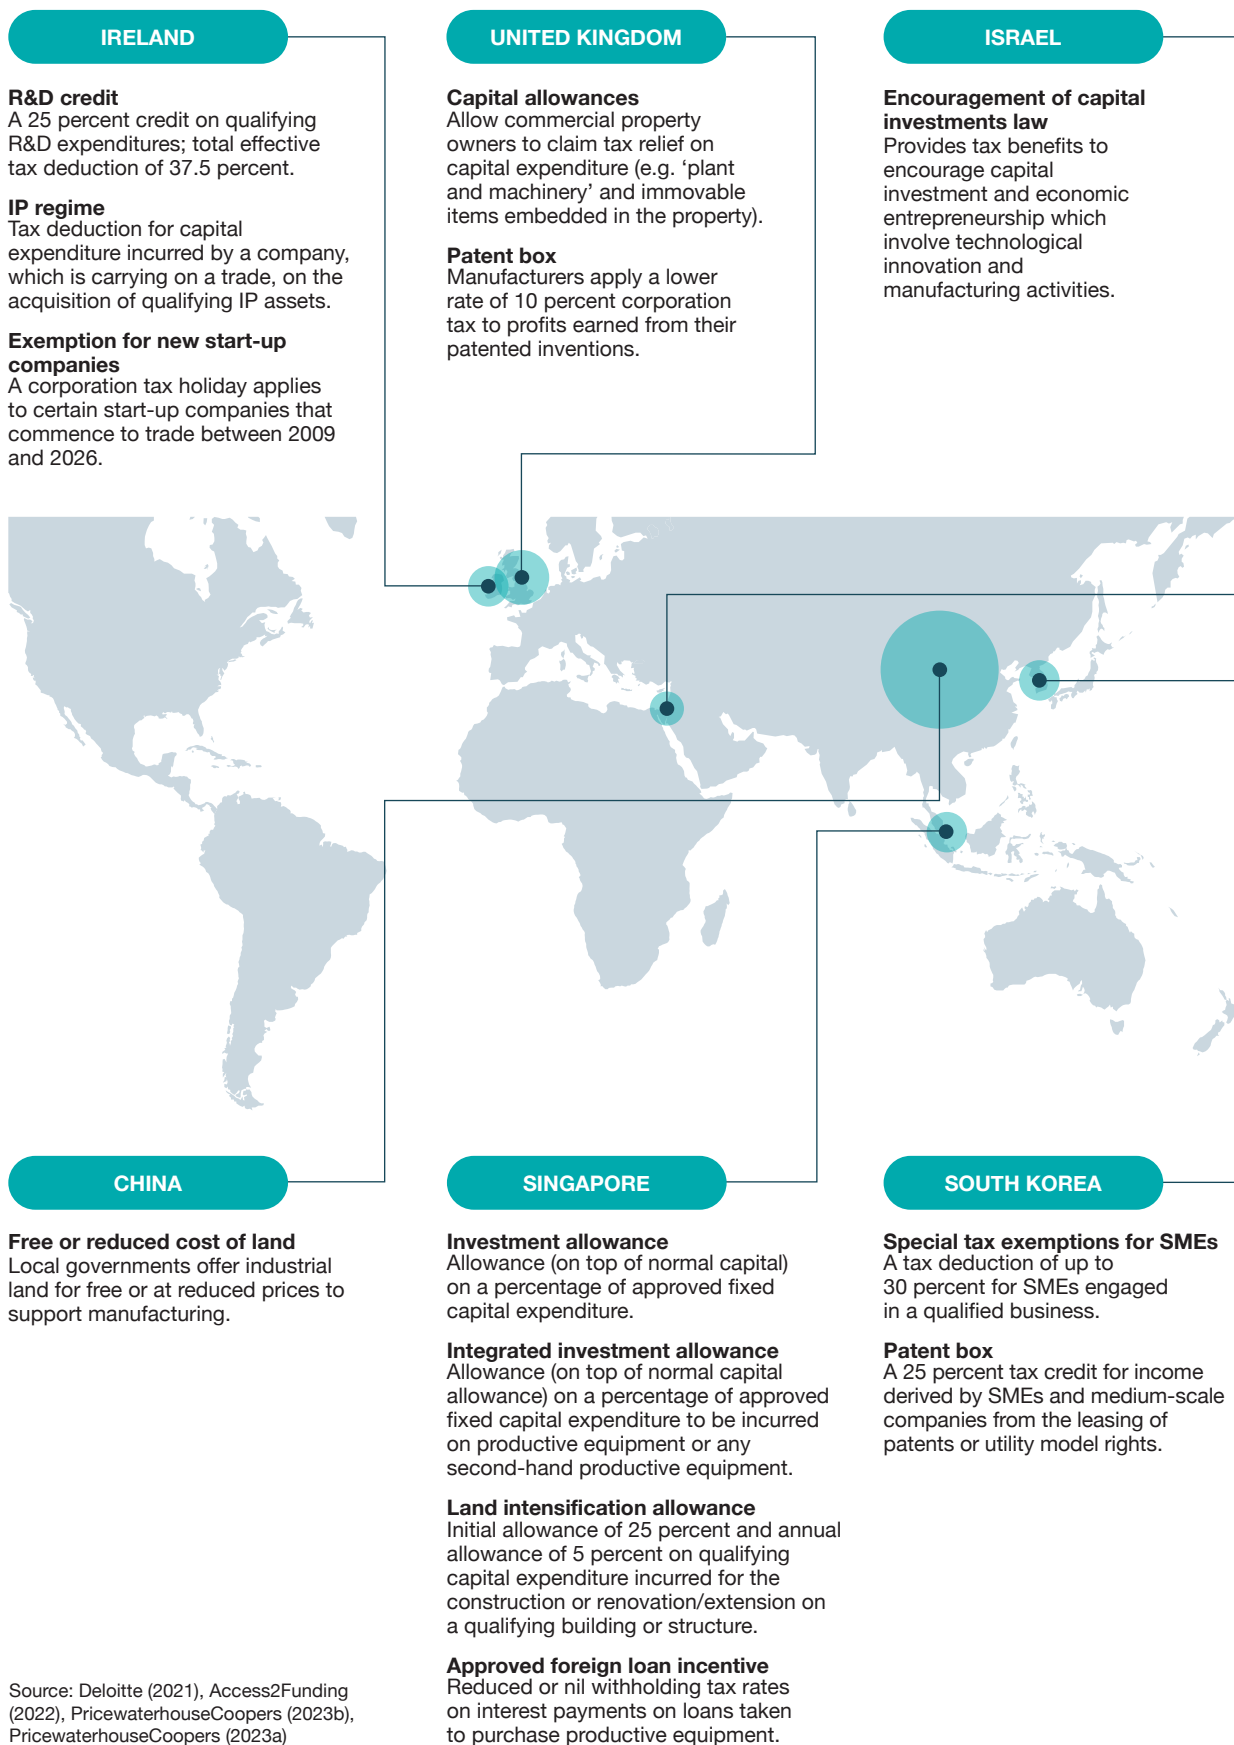 IRELAND
R&D credit
A 25 percent credit on qualifying
R&D expenditures; total effective
tax deduction of 37.5 percent.
IP regime
Tax deduction for capital
expenditure incurred by a company,
which is carrying on a trade, on the
acquisition of qualifying IP assets.
Exemption for new start-up
companies
A corporation tax holiday applies
to certain start-up companies that
commence to trade between 2009
and 2026.
UNITED KINGDOM
Capital allowances
Allow commercial property
owners to claim tax relief on
capital expenditure (e.g. ‘plant
and machinery’ and immovable
items embedded in the property).
Patent box
Manufacturers apply a lower
rate of 10 percent corporation
tax to profits earned from their
patented inventions.
ISRAEL
Encouragement of capital
investments law
Provides tax benefits to
encourage capital
investment and economic
entrepreneurship which
involve technological
innovation and
manufacturing activities.
CHINA
Free or reduced cost of land
Local governments offer industrial
land for free or at reduced prices to
support manufacturing.
SINGAPORE
Investment allowance
Allowance (on top of normal capital)
on a percentage of approved fixed
capital expenditure.
Integrated investment allowance
Allowance (on top of normal capital
allowance) on a percentage of approved
fixed capital expenditure to be incurred
on productive equipment or any
second-hand productive equipment.
Land intensification allowance
Initial allowance of 25 percent and annual
allowance of 5 percent on qualifying
capital expenditure incurred for the
construction or renovation/extension on
a qualifying building or structure.
Approved foreign loan incentive
Reduced or nil withholding tax rates
on interest payments on loans taken
to purchase productive equipment.
SOUTH KOREA
Special tax exemptions for SMEs
A tax deduction of up to
30 percent for SMEs engaged
in a qualified business.
Patent box
A 25 percent tax credit for income
derived by SMEs and medium-scale
companies from the leasing of
patents or utility model rights.
Source: Deloitte (2021), Access2Funding
(2022), PricewaterhouseCoopers (2023b),
PricewaterhouseCoopers (2023a)